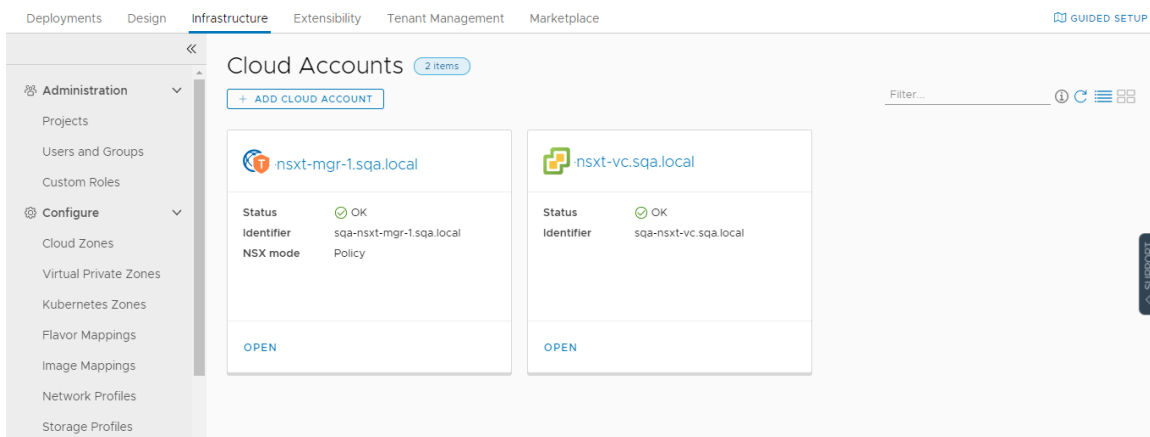 Deployments Design Infrastructure Extensibility Tenant Management Marketplace GUIDED SETUP
Administration
Projects
Users and Groups
Custom Roles
Configure
Cloud Zones
Virtual Private Zones
Kubernetes Zones
Flavor Mappings
Image Mappings
Network Profiles
Storage Profiles
Cloud Accounts 2 items
+ ADD CLOUD ACCOUNT
Filter...
nsxt-mgr-1.sqa.local
Status OK
Identifier sqa-nsxt-mgr-1.sqa.local
NSX mode Policy
OPEN
nsxt-vc.sqa.local
Status OK
Identifier sqa-nsxt-vc.sqa.local
OPEN
SUPPORT